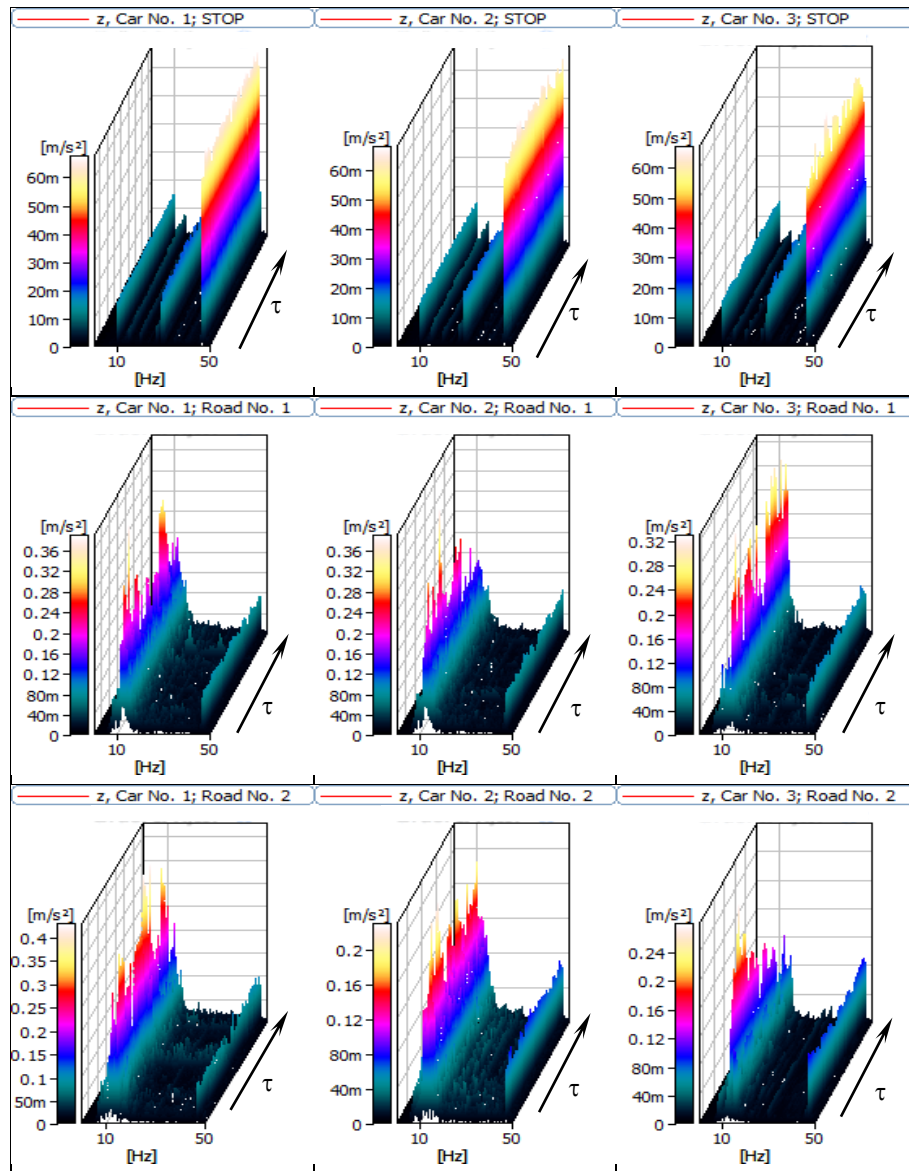 z, Car No. 1; STOP
[m/s²]
60m
50m
40m
30m
20m
10m
0
10
50
[Hz]
τ
z, Car No. 2; STOP
[m/s²]
60m
50m
40m
30m
20m
10m
0
10
50
[Hz]
τ
z, Car No. 3; STOP
[m/s²]
60m
50m
40m
30m
20m
10m
0
10
50
[Hz]
τ
z, Car No. 1; Road No. 1
[m/s²]
0.36
0.32
0.28
0.24
0.2
0.16
0.12
80m
40m
0
10
50
[Hz]
τ
z, Car No. 2; Road No. 1
[m/s²]
0.36
0.32
0.28
0.24
0.2
0.16
0.12
80m
40m
0
10
50
[Hz]
τ
z, Car No. 3; Road No. 1
[m/s²]
0.32
0.28
0.24
0.2
0.16
0.12
80m
40m
0
10
50
[Hz]
τ
z, Car No. 1; Road No. 2
[m/s²]
0.4
0.35
0.3
0.25
0.2
0.15
0.1
50m
0
10
50
[Hz]
τ
z, Car No. 2; Road No. 2
[m/s²]
0.2
0.16
0.12
80m
40m
0
10
50
[Hz]
τ
z, Car No. 3; Road No. 2
[m/s²]
0.24
0.2
0.16
0.12
80m
40m
0
10
50
[Hz]
τ